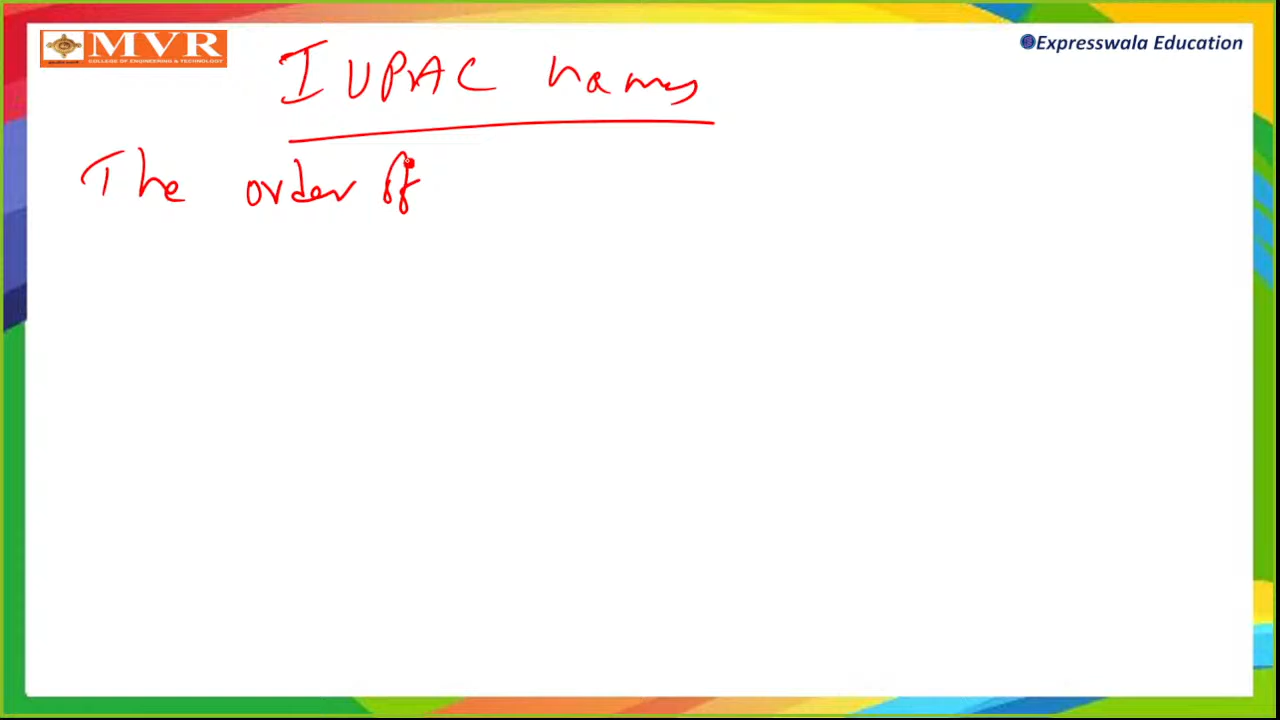 MVR
COLLEGE OF ENGINEERING & TECHNOLOGY
Expresswala Education
IUPAC names
The order of